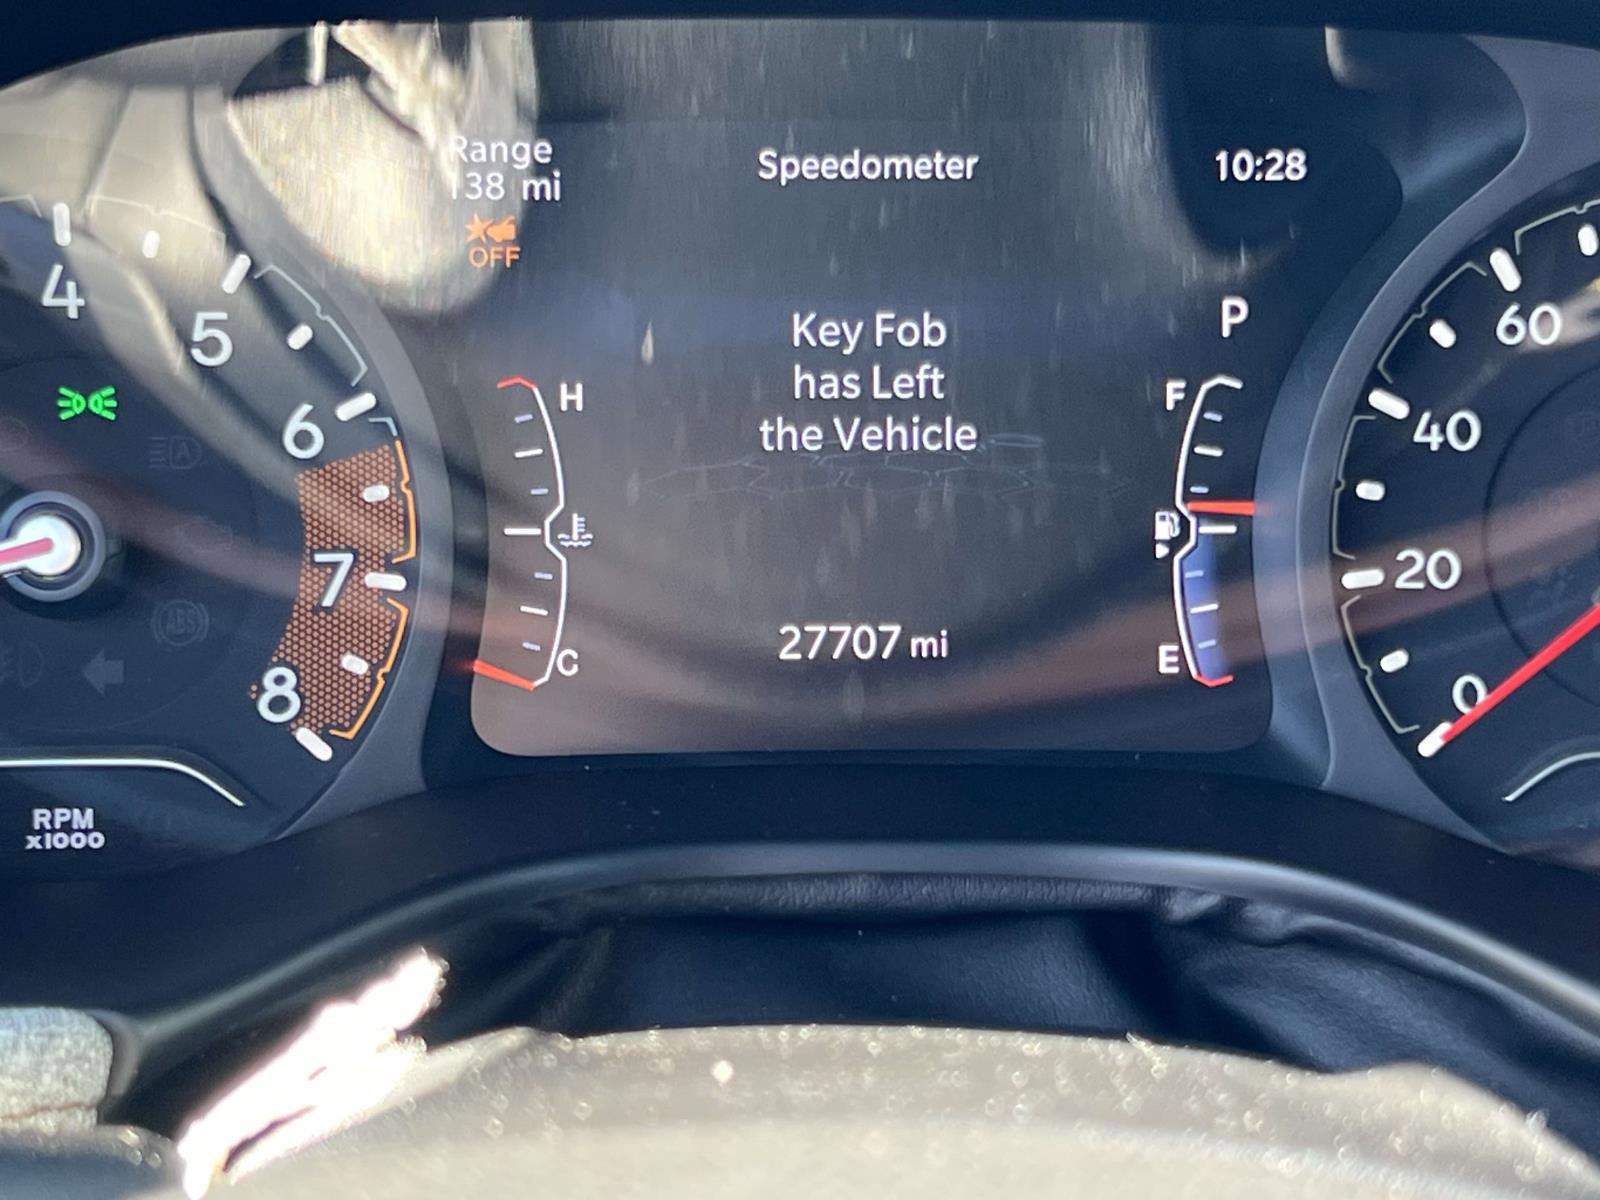 Range
138 mi
Speedometer
10:28
OFF
Key Fob
has Left
the Vehicle
P
H
C
F
E
27707 mi
4
5
6
7
8
RPM
x1000
A
ABS
60
40
20
0